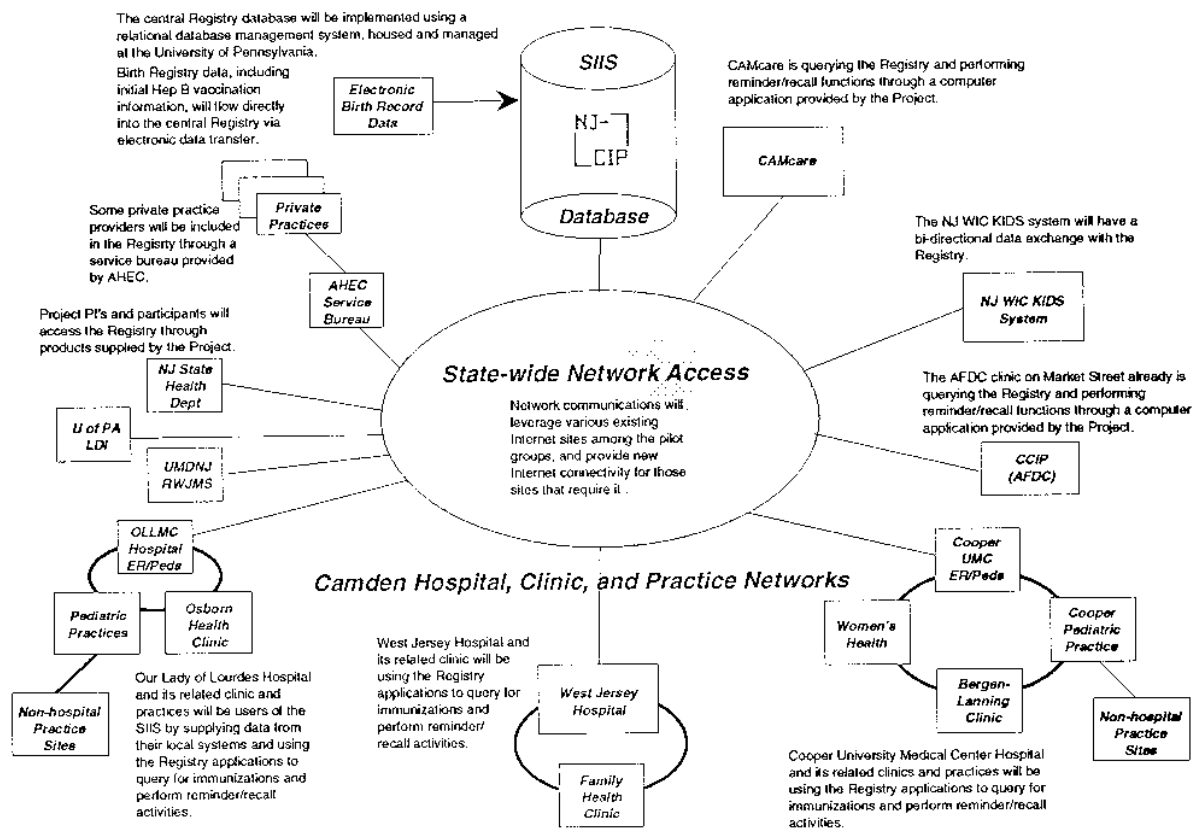 The central Registry database will be implemented using a
relational database management system, housed and managed
at the University of Pennsylvania.
Birth Registry data, including
initial Hep B vaccination
information, will flow directly
into the central Registry via
electronic data transfer.
Electronic
Birth Record
Data
SIIS
NJ-
CIP
Database
CAMcare is querying the Registry and performing
reminder/recall functions through a computer
application provided by the Project.
CAMcare
Some private practice
providers will be included
in the Registry through a
service bureau provided
by AHEC.
Private
Practices
AHEC
Service
Bureau
The NJ WIC KIDS system will have a
bi-directional data exchange with the
Registry.
NJ WIC KIDS
System
Project PI's and participants will
access the Registry through
products supplied by the Project.
NJ State
Health
Dept
U of PA
LDI
UMDNJ
RWJMS
State-wide Network Access
Network communications will
leverage various existing
Internet sites among the pilot
groups, and provide new
Internet connectivity for those
sites that require it.
The AFDC clinic on Market Street already is
querying the Registry and performing
reminder/recall functions through a computer
application provided by the Project.
CCIP
(AFDC)
Camden Hospital, Clinic, and Practice Networks
OLLMC
Hospital
ER/Peds
Pediatric
Practices
Osborn
Health
Clinic
Non-hospital
Practice
Sites
Our Lady of Lourdes Hospital
and its related clinic and
practices will be users of the
SIIS by supplying data from
their local systems and using
the Registry applications to
query for immunizations and
perform reminder/recall
activities.
West Jersey Hospital and
its related clinic will be
using the Registry
applications to query for
immunizations and
perform reminder/
recall activities.
West Jersey
Hospital
Family
Health
Clinic
Cooper
UMC
ER/Peds
Women's
Health
Cooper
Pediatric
Practice
Bergen-
Lanning
Clinic
Non-hospital
Practice
Sites
Cooper University Medical Center Hospital
and its related clinics and practices will be
using the Registry applications to query for
immunizations and perform reminder/recall
activities.